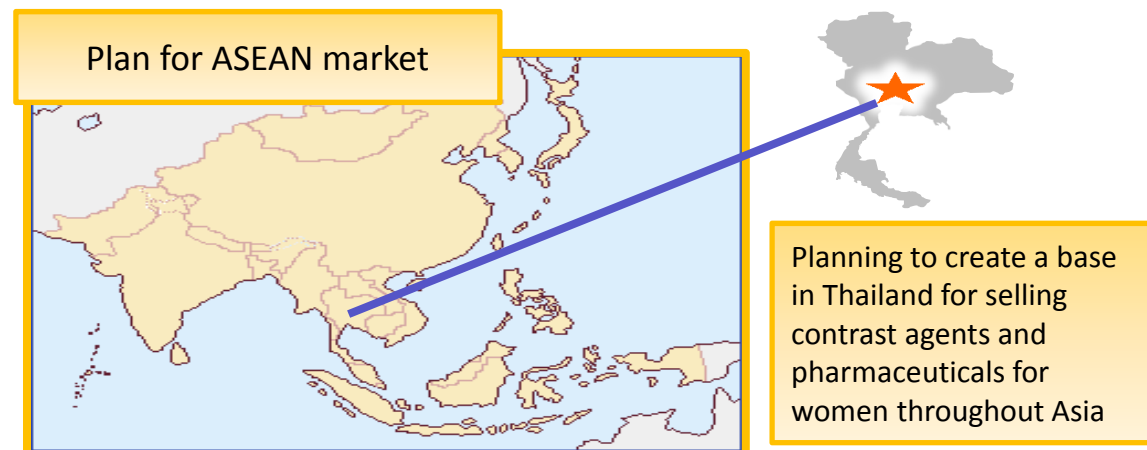 Plan for ASEAN market
Planning to create a base
in Thailand for selling
contrast agents and
pharmaceuticals for
women throughout Asia